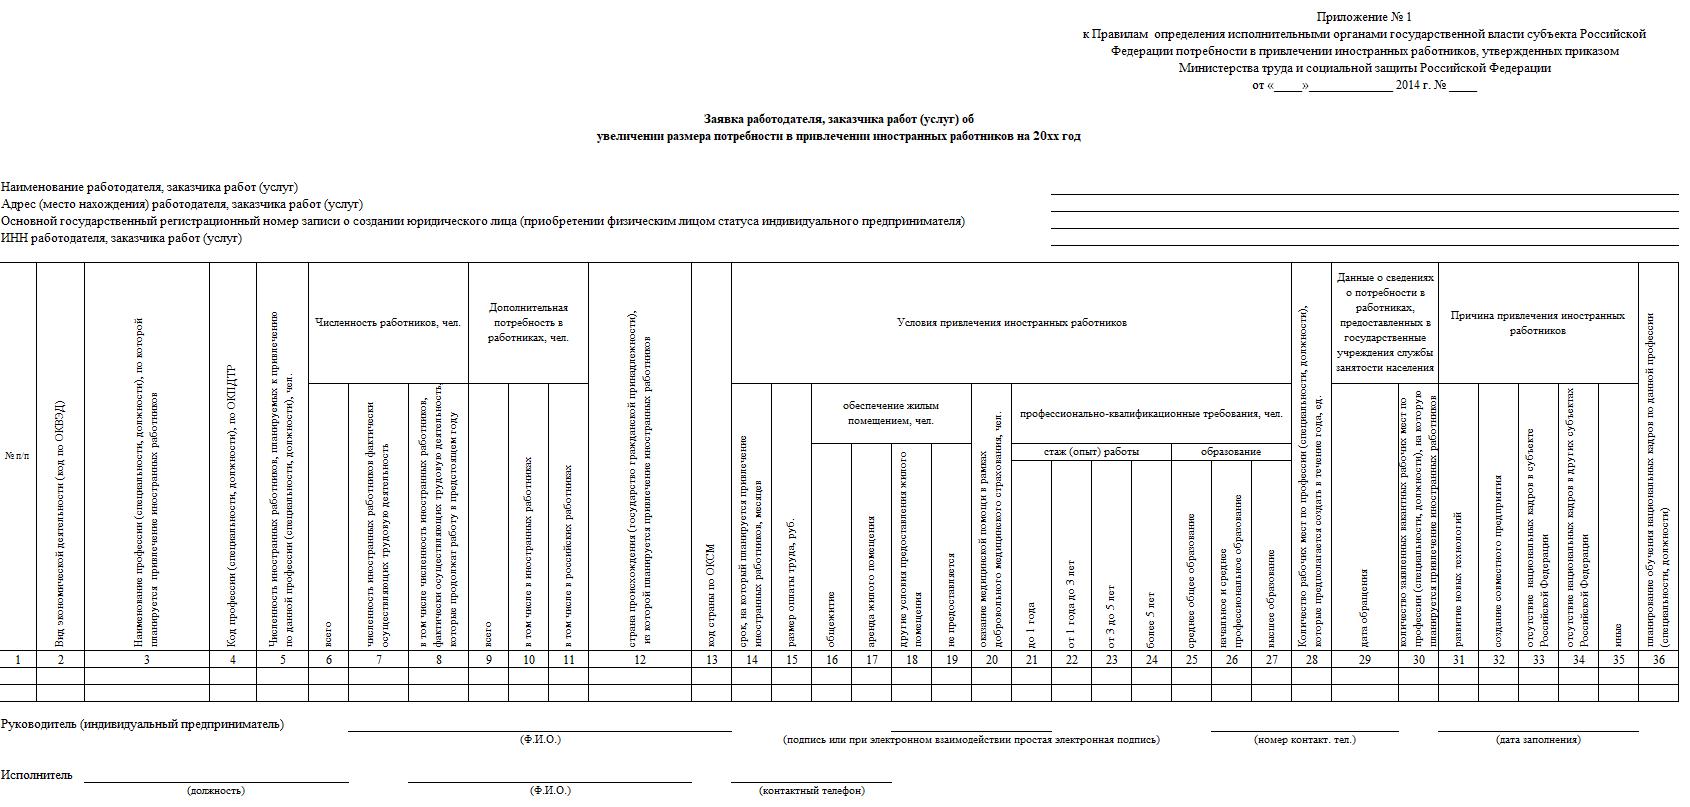 Приложение № 1
к Правилам определения исполнительными органами государственной власти субъекта Российской
Федерации потребности в привлечении иностранных работников, утвержденных приказом
Министерства труда и социальной защиты Российской Федерации
от «_____»______________ 2014 г. № _____
Заявка работодателя, заказчика работ (услуг) об
увеличении размера потребности в привлечении иностранных работников на 20хх год
Наименование работодателя, заказчика работ (услуг)
Адрес (место нахождения) работодателя, заказчика работ (услуг)
Основной государственный регистрационный номер записи о создании юридического лица (приобретении физическим лицом статуса индивидуального предпринимателя)
ИНН работодателя, заказчика работ (услуг)
№ п/п
Вид экономической деятельности (код по ОКВЭД)
Наименование профессии (специальности, должности), по которой
планируется привлечение иностранных работников
Код профессии (специальности, должности), по ОКПДТР
Численность иностранных работников, планируемых к привлечению
по данной профессии (специальности, должности), чел.
Численность работников, чел.
всего
численность иностранных работников фактически
осуществляющих трудовую деятельность
в том числе численность иностранных работников,
фактически осуществляющих трудовую деятельность,
которые продолжат работу в предстоящем году
Дополнительная
потребность в
работниках, чел.
всего
в том числе в иностранных работниках
в том числе в российских работниках
страна происхождения (государство гражданской принадлежности),
из которой планируется привлечение иностранных работников
код страны по ОКСМ
Условия привлечения иностранных работников
срок, на который планируется привлечение
иностранных работников, месяцев
размер оплаты труда, руб.
обеспечение жилым
помещением, чел.
общежитие
аренда жилого помещения
другие условия предоставления жилого
помещения
не предоставляется
оказание медицинской помощи в рамках
добровольного медицинского страхования, чел.
профессионально-квалификационные требования, чел.
стаж (опыт) работы
до 1 года
от 1 года до 3 лет
от 3 до 5 лет
более 5 лет
образование
среднее общее образование
начальное и среднее
профессиональное образование
высшее образование
Количество рабочих мест по профессии (специальности, должности),
которые предполагается создать в течение года, ед.
Данные о сведениях
о потребности в
работниках,
предоставленных в
государственные
учреждения службы
занятости населения
дата обращения
количество заявленных вакантных рабочих мест по
профессии (специальности, должности), на которую
планируется привлечение иностранных работников
Причина привлечения иностранных
работников
развитие новых технологий
создание совместного предприятия
отсутствие национальных кадров в субъекте
Российской Федерации
отсутствие национальных кадров в других субъектах
Российской Федерации
иные
планирование обучения национальных кадров по данной профессии
(специальности, должности)
1 2 3 4 5 6 7 8 9 10 11 12 13 14 15 16 17 18 19 20 21 22 23 24 25 26 27 28 29 30 31 32 33 34 35 36
Руководитель (индивидуальный предприниматель)
(Ф.И.О.) (подпись или при электронном взаимодействии простая электронная подпись) (номер контакт. тел.) (дата заполнения)
Исполнитель
(должность) (Ф.И.О.) (контактный телефон)